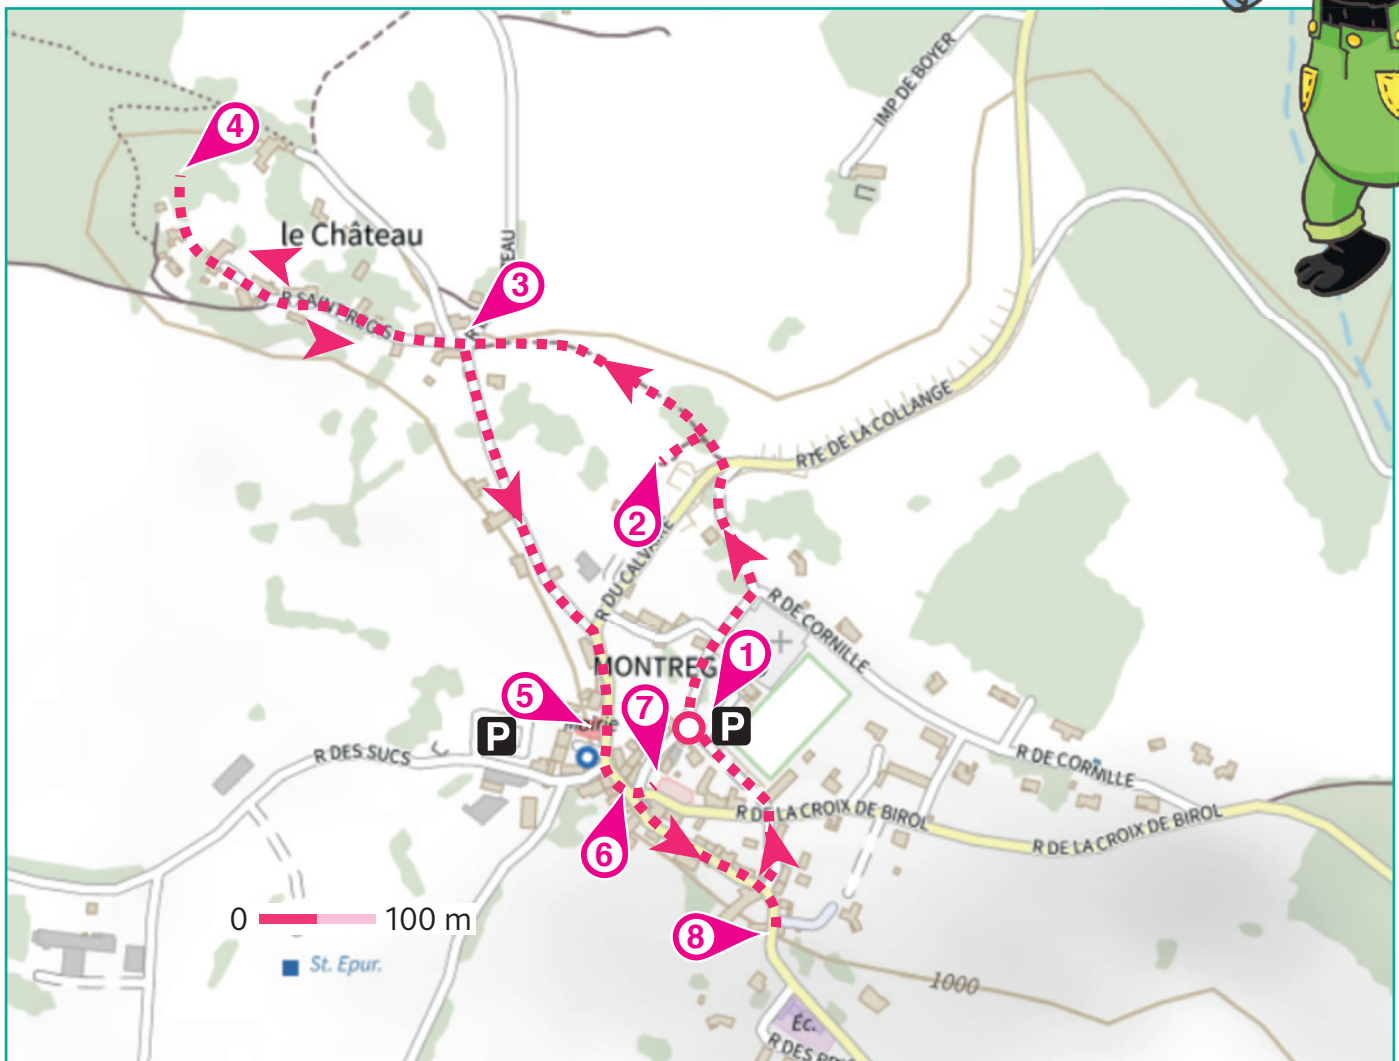 IMP DE BOYER
4
le Château
EAU
3
R SAINT REGIS
RTE DE LA COLLANGE
2
R DU CALVAIRE
R DE CORNILLE
MONTREG
1
5
7
P
Mairie
P
R DES SUCS
R DE CORNILLE
R DE LA CROIX DE BIROL
R DE LA CROIX DE BIROL
6
0 100 m
8
St. Epur.
1000
Éc.